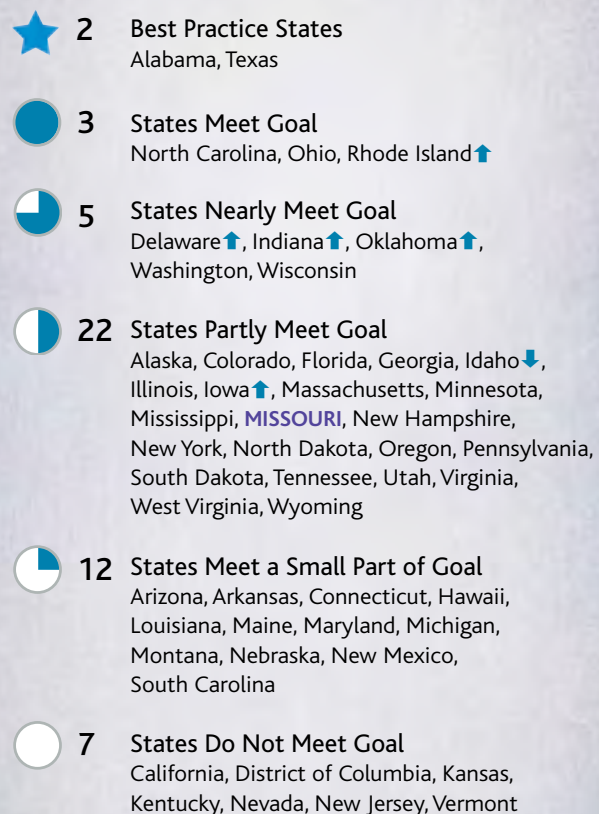 2 Best Practice States
Alabama, Texas
3 States Meet Goal
North Carolina, Ohio, Rhode Island⬆
5 States Nearly Meet Goal
Delaware⬆, Indiana⬆, Oklahoma⬆,
Washington, Wisconsin
22 States Partly Meet Goal
Alaska, Colorado, Florida, Georgia, Idaho⬇,
Illinois, Iowa⬆, Massachusetts, Minnesota,
Mississippi, MISSOURI, New Hampshire,
New York, North Dakota, Oregon, Pennsylvania,
South Dakota, Tennessee, Utah, Virginia,
West Virginia, Wyoming
12 States Meet a Small Part of Goal
Arizona, Arkansas, Connecticut, Hawaii,
Louisiana, Maine, Maryland, Michigan,
Montana, Nebraska, New Mexico,
South Carolina
7 States Do Not Meet Goal
California, District of Columbia, Kansas,
Kentucky, Nevada, New Jersey, Vermont